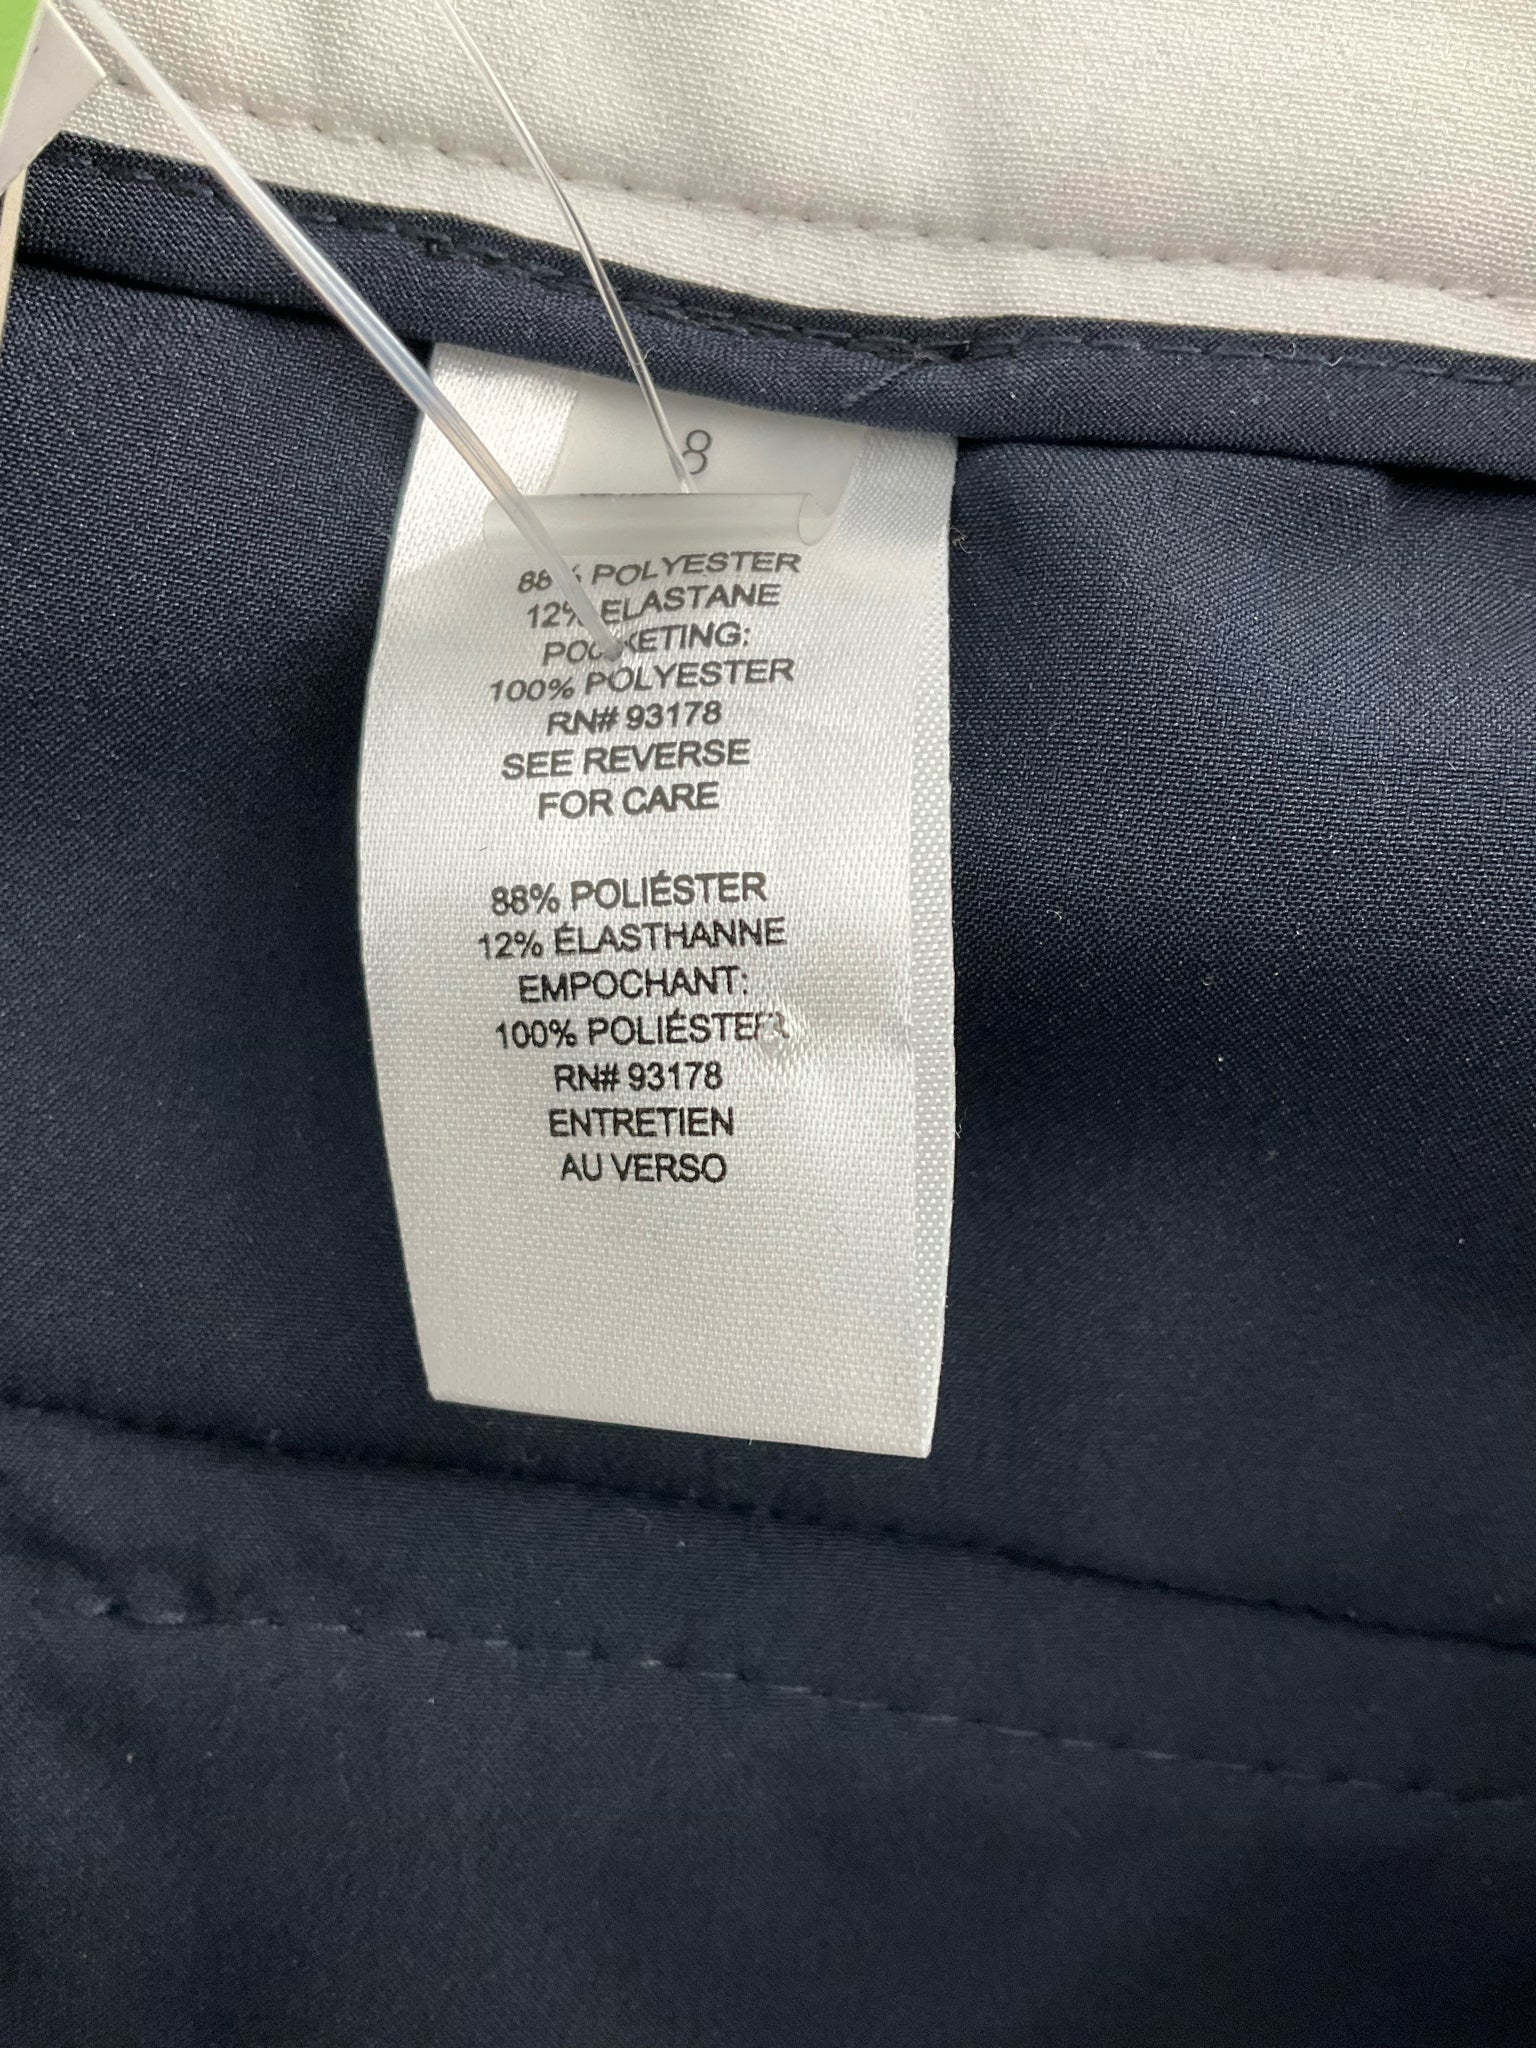 8
88% POLYESTER
12% ELASTANE
POCKETING:
100% POLYESTER
RN# 93178
SEE REVERSE
FOR CARE
88% POLIÉSTER
12% ÉLASTHANNE
EMPOCHANT:
100% POLIÉSTER
RN# 93178
ENTRETIEN
AU VERSO